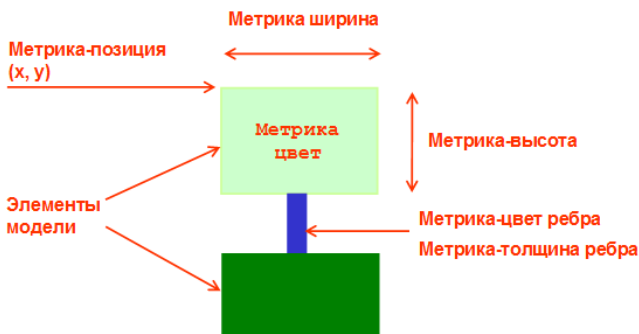 Метрика ширина
Метрика-позиция
(x, y)
Метрика
цвет
Метрика-высота
Элементы
модели
Метрика-цвет ребра
Метрика-толщина ребра